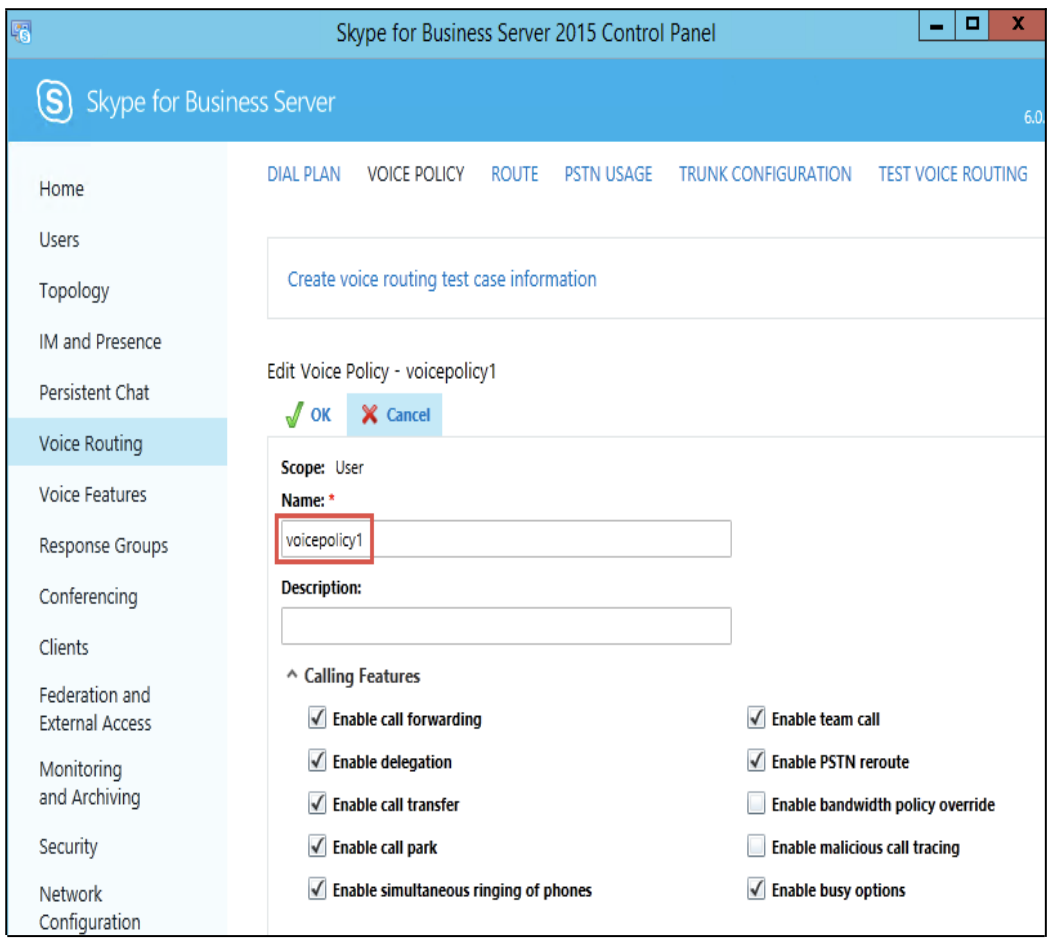 Skype for Business Server 2015 Control Panel
Skype for Business Server
6.0.
Home
Users
Topology
IM and Presence
Persistent Chat
Voice Routing
Voice Features
Response Groups
Conferencing
Clients
Federation and
External Access
Monitoring
and Archiving
Security
Network
Configuration
DIAL PLAN VOICE POLICY ROUTE PSTN USAGE TRUNK CONFIGURATION TEST VOICE ROUTING
Create voice routing test case information
Edit Voice Policy - voicepolicy1
OK Cancel
Scope: User
Name: *
voicepolicy1
Description:
Calling Features
Enable call forwarding Enable team call
Enable delegation Enable PSTN reroute
Enable call transfer Enable bandwidth policy override
Enable call park Enable malicious call tracing
Enable simultaneous ringing of phones Enable busy options